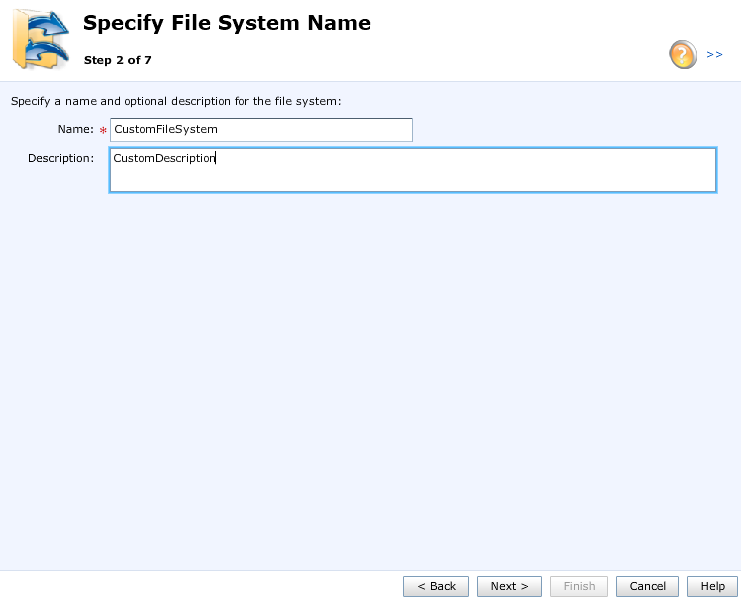 Specify File System Name
Step 2 of 7
? >>
Specify a name and optional description for the file system:
Name: * CustomFileSystem
Description: CustomDescription
< Back Next > Finish Cancel Help